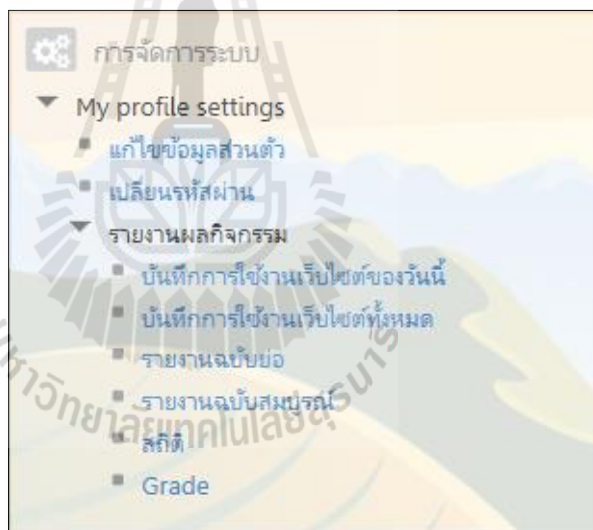 การจัดการระบบ
My profile settings
แก้ไขข้อมูลส่วนตัว
เปลี่ยนรหัสผ่าน
รายงานผลกิจกรรม
บันทึกการใช้งานเว็บไซต์ของวันนี้
บันทึกการใช้งานเว็บไซต์ทั้งหมด
รายงานฉบับย่อ
รายงานฉบับสมบูรณ์
สถิติ
Grade